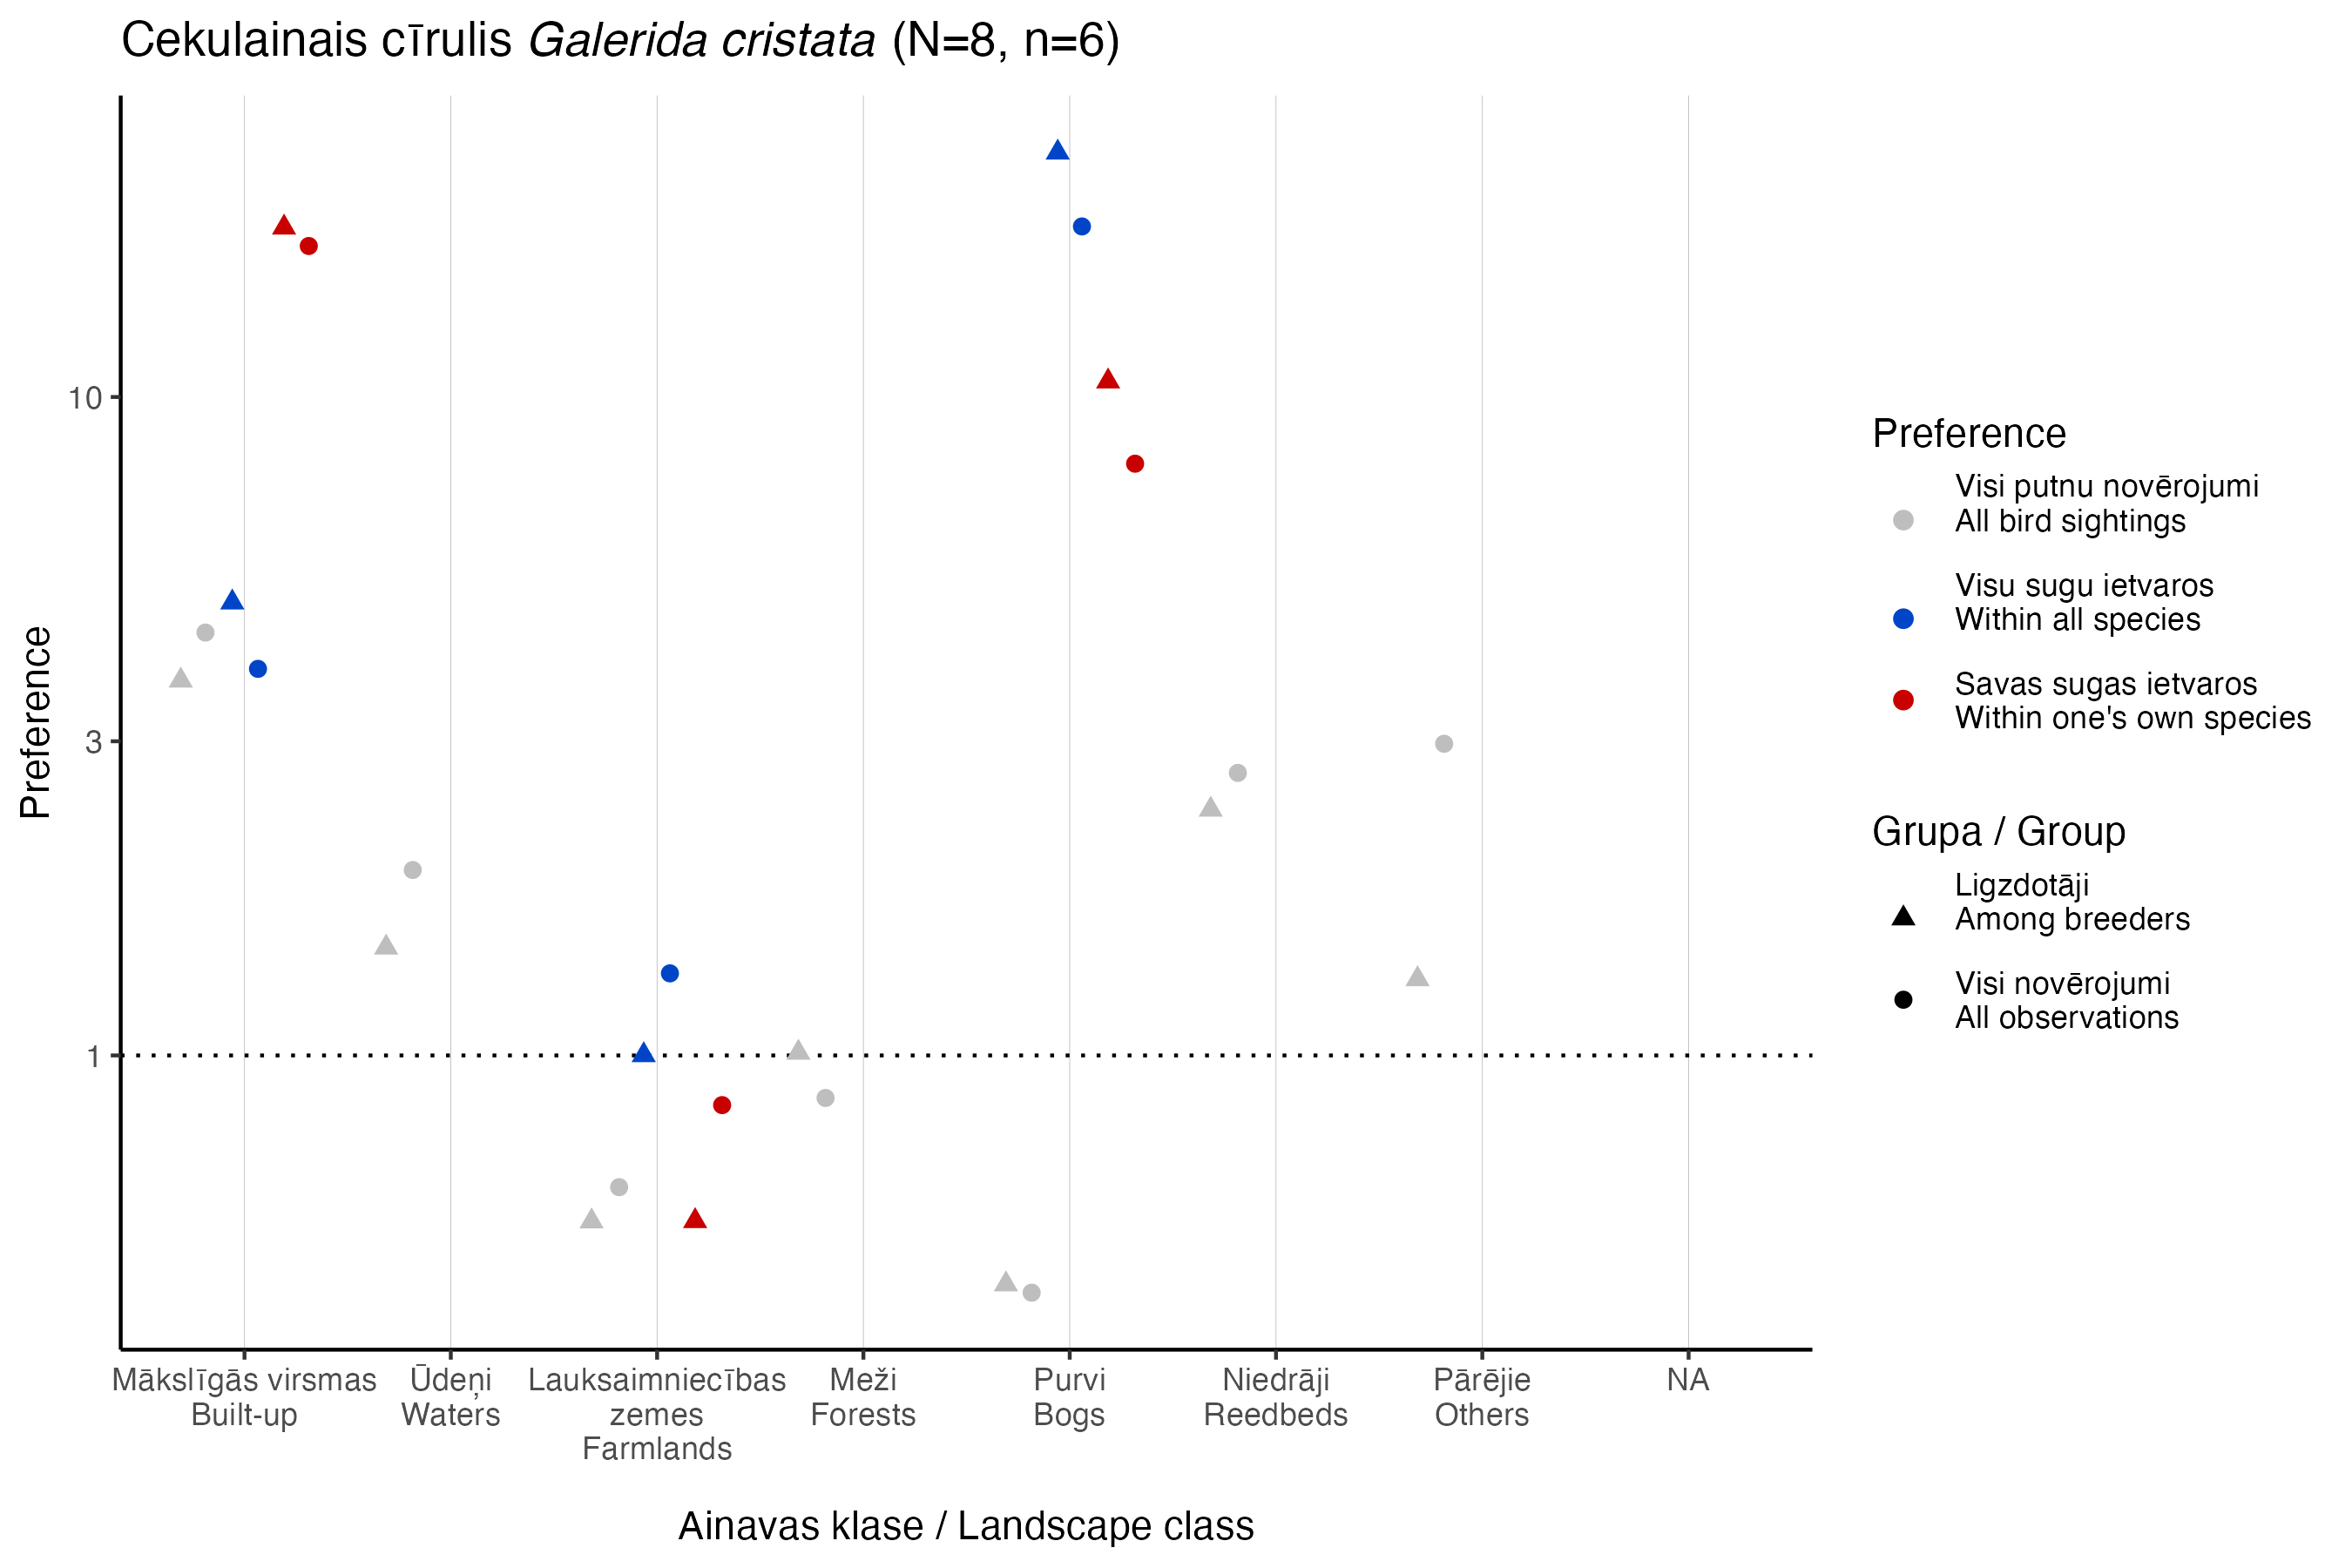 Cekulainais cīrulis Galerida cristata (N=8, n=6)
Preference
10
3
1
Mākslīgās virsmas
Built-up
Ūdeņi
Waters
Lauksaimniecības
zemes
Farmlands
Meži
Forests
Purvi
Bogs
Niedrāji
Reedbeds
Pārējie
Others
NA
Ainavas klase / Landscape class
Preference
Visi putnu novērojumi
All bird sightings
Visu sugu ietvaros
Within all species
Savas sugas ietvaros
Within one's own species
Grupa / Group
Ligzdotāji
Among breeders
Visi novērojumi
All observations